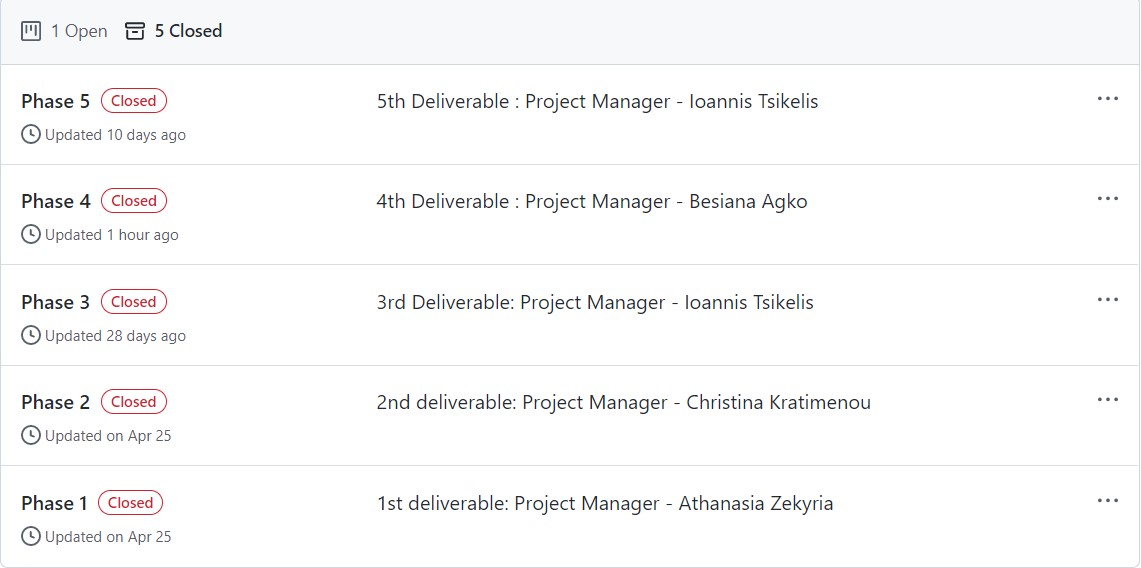 1 Open 5 Closed
Phase 5 Closed 5th Deliverable : Project Manager - Ioannis Tsikelis
Updated 10 days ago
Phase 4 Closed 4th Deliverable : Project Manager - Besiana Agko
Updated 1 hour ago
Phase 3 Closed 3rd Deliverable: Project Manager - Ioannis Tsikelis
Updated 28 days ago
Phase 2 Closed 2nd deliverable: Project Manager - Christina Kratimenou
Updated on Apr 25
Phase 1 Closed 1st deliverable: Project Manager - Athanasia Zekyria
Updated on Apr 25